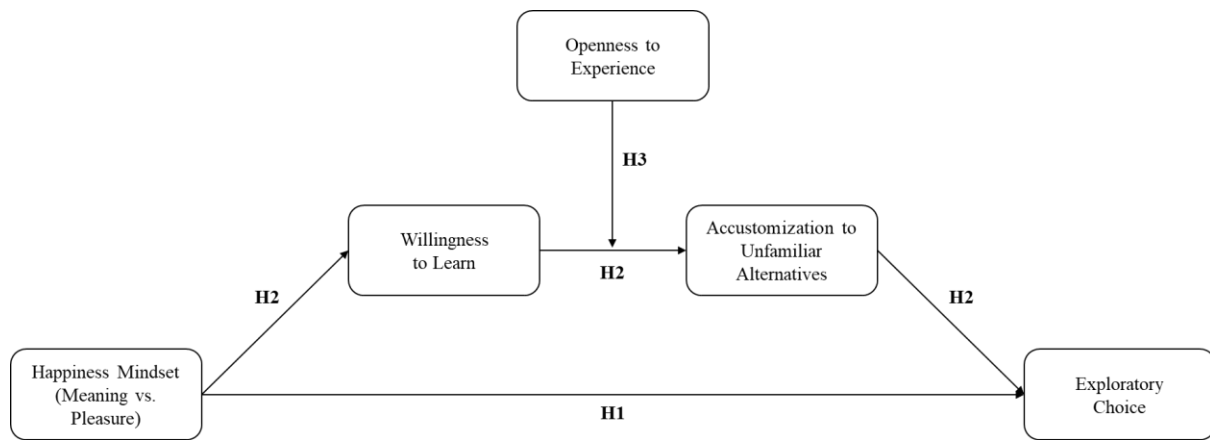 Openness to
Experience
H3
Willingness
to Learn
H2
Accustomization to
Unfamiliar
Alternatives
H2
H2
Happiness Mindset
(Meaning vs.
Pleasure)
H1
Exploratory
Choice